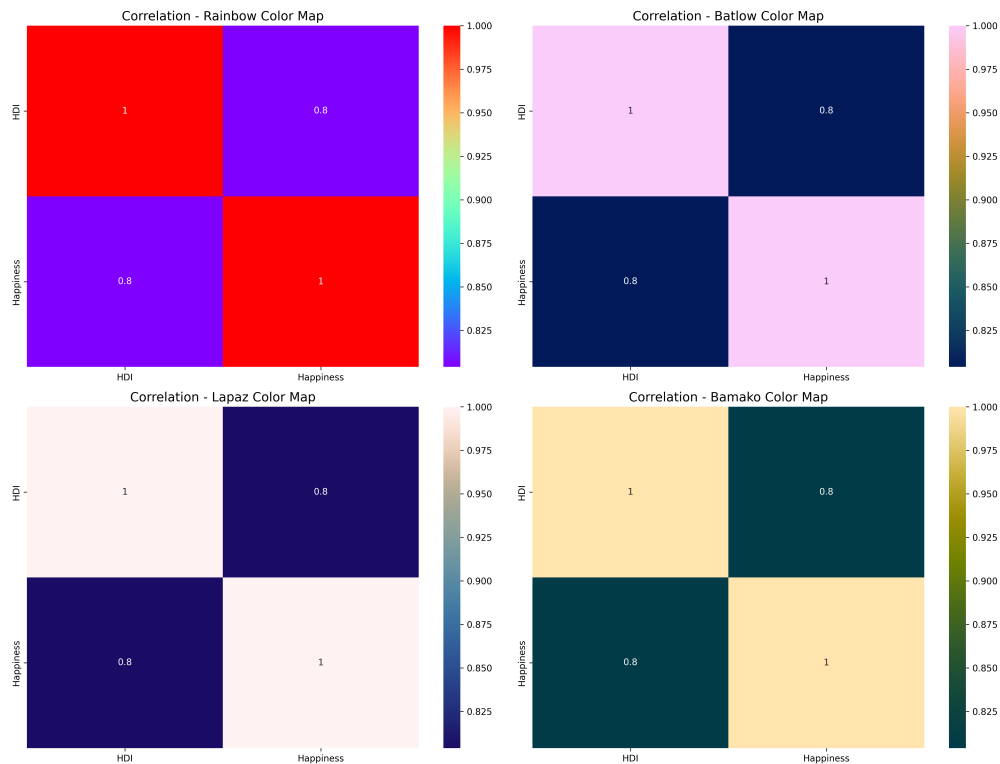 Correlation - Rainbow Color Map
HDI
Happiness
1
0.8
0.8
1
HDI
Happiness
1.000
0.975
0.950
0.925
0.900
0.875
0.850
0.825
Correlation - Batlow Color Map
HDI
Happiness
1
0.8
0.8
1
HDI
Happiness
1.000
0.975
0.950
0.925
0.900
0.875
0.850
0.825
Correlation - Lapaz Color Map
HDI
Happiness
1
0.8
0.8
1
HDI
Happiness
1.000
0.975
0.950
0.925
0.900
0.875
0.850
0.825
Correlation - Bamako Color Map
HDI
Happiness
1
0.8
0.8
1
HDI
Happiness
1.000
0.975
0.950
0.925
0.900
0.875
0.850
0.825